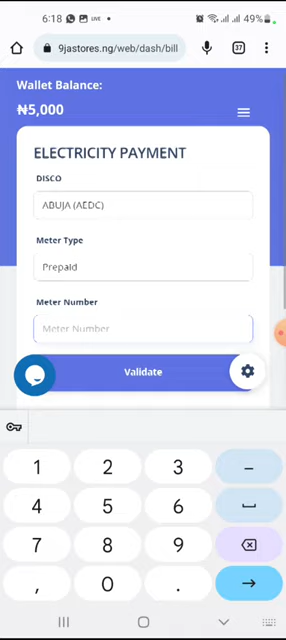 6:18 LIVE • 49%
9jastores.ng/web/dash/bill 37
Wallet Balance:
₦5,000
ELECTRICITY PAYMENT
DISCO
ABUJA (AEDC)
Meter Type
Prepaid
Meter Number
Meter Number
Validate
1 2 3 –
4 5 6
7 8 9
, 0 .